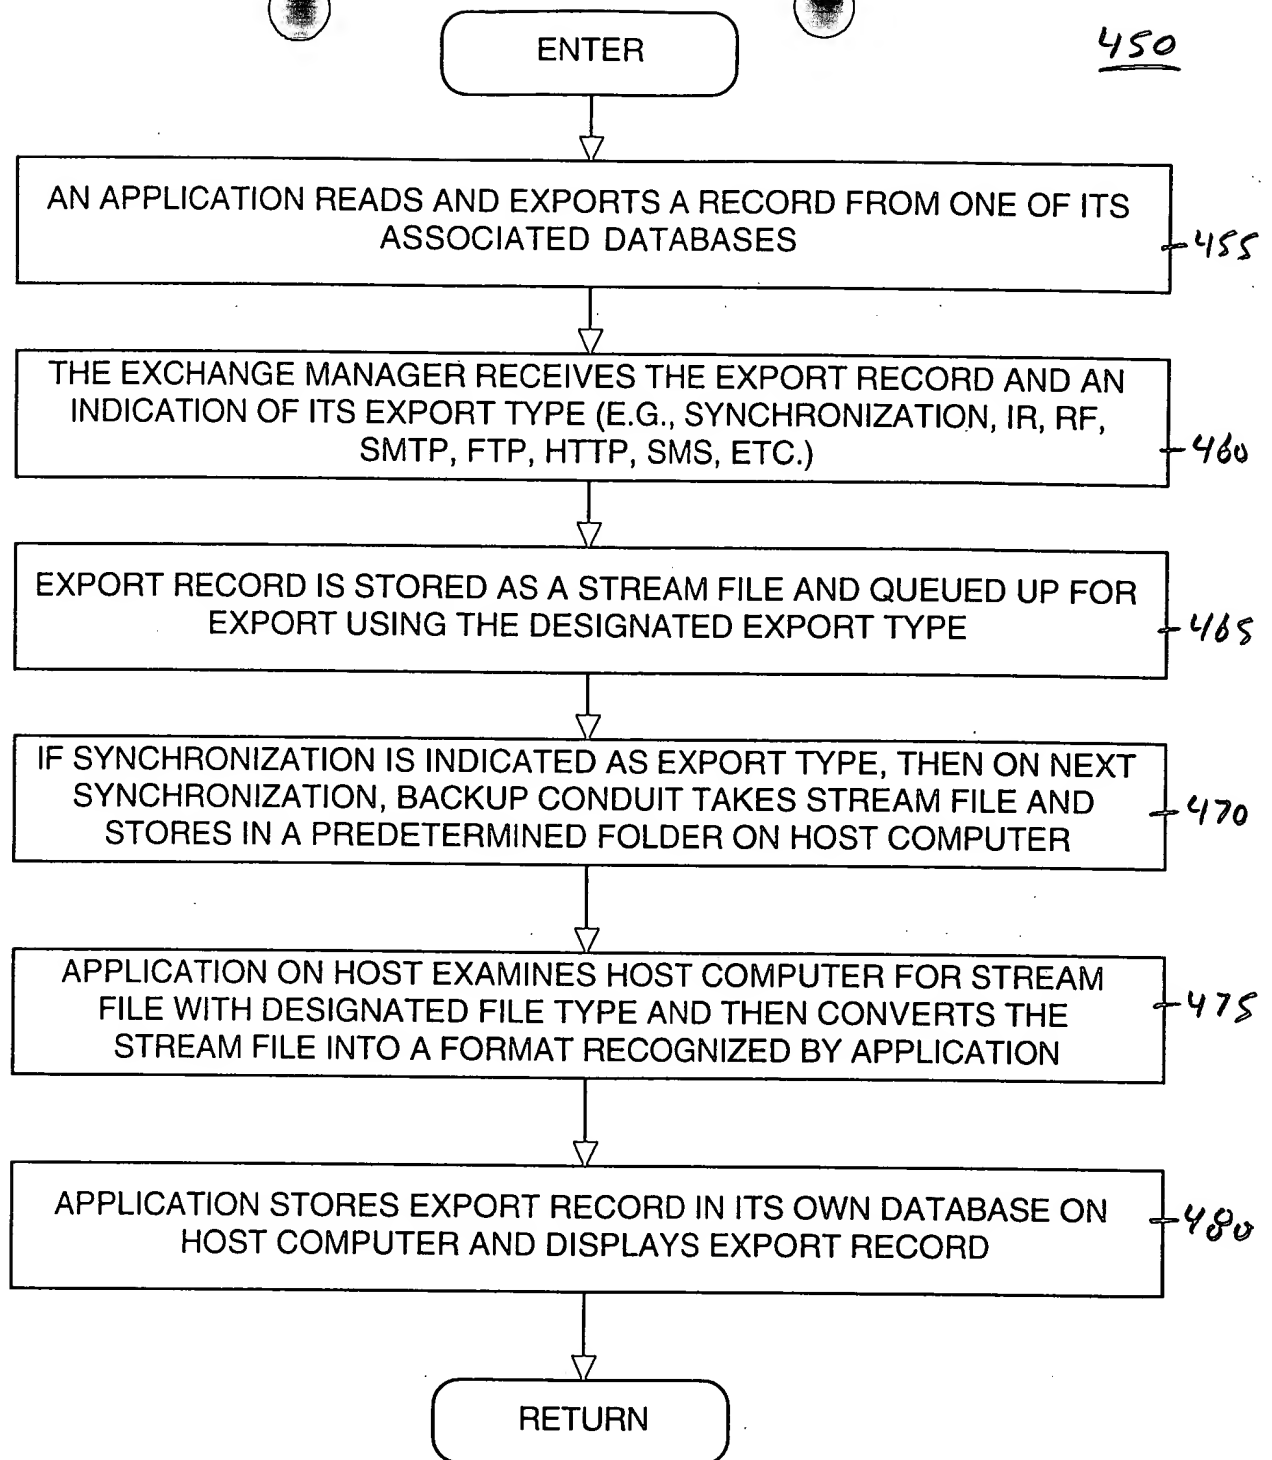 ENTER
450
AN APPLICATION READS AND EXPORTS A RECORD FROM ONE OF ITS
ASSOCIATED DATABASES
455
THE EXCHANGE MANAGER RECEIVES THE EXPORT RECORD AND AN
INDICATION OF ITS EXPORT TYPE (E.G., SYNCHRONIZATION, IR, RF,
SMTP, FTP, HTTP, SMS, ETC.)
460
EXPORT RECORD IS STORED AS A STREAM FILE AND QUEUED UP FOR
EXPORT USING THE DESIGNATED EXPORT TYPE
465
IF SYNCHRONIZATION IS INDICATED AS EXPORT TYPE, THEN ON NEXT
SYNCHRONIZATION, BACKUP CONDUIT TAKES STREAM FILE AND
STORES IN A PREDETERMINED FOLDER ON HOST COMPUTER
470
APPLICATION ON HOST EXAMINES HOST COMPUTER FOR STREAM
FILE WITH DESIGNATED FILE TYPE AND THEN CONVERTS THE
STREAM FILE INTO A FORMAT RECOGNIZED BY APPLICATION
475
APPLICATION STORES EXPORT RECORD IN ITS OWN DATABASE ON
HOST COMPUTER AND DISPLAYS EXPORT RECORD
480
RETURN